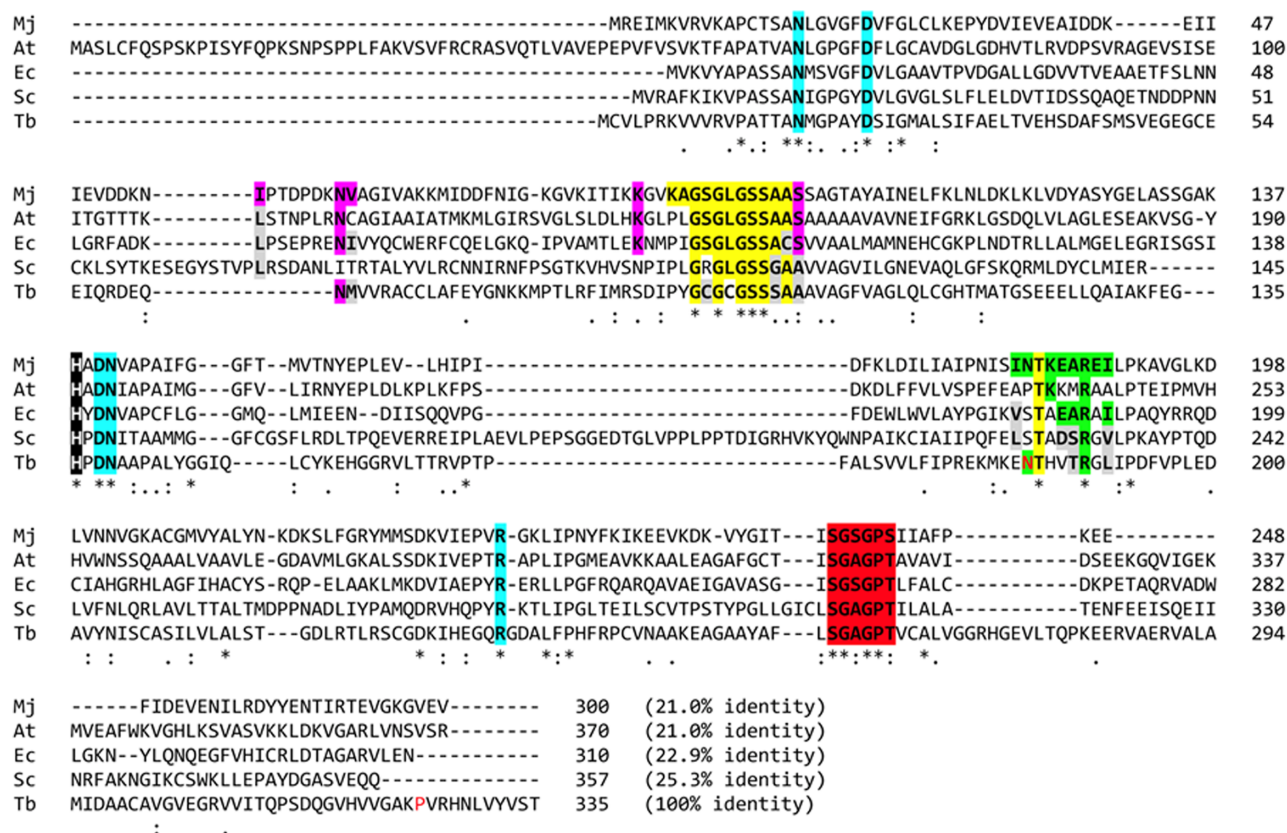 Mj ----------------------------------------------MREIMKVRVKAPCTSANLGVGFDVFGLCLKEPYDVIEVEAIDDK------EII 47
At MASLCFQSPSKPISYFQPKSNPSPPLFAKVSVFRCRASVQTLVAVEPEPVFVSVKTFAPATVANLGPGFDFLGCAVDGLGDHVTLRVDPSVRAGEVSISE 100
Ec ---------------------------------------------------MVKVYAPASSANMSVGFDVLGAAVTPVDGALLGDVVTVEAAETFSLNN 48
Sc ------------------------------------------------MVRAFKIKVPASSANIGPGYDVLGVGLSLFLELDVTIDSSQAQETNDDPNN 51
Tb ---------------------------------------------MCVLPRKVVVRVPATTANMGPAYDSIGMALSIFAELTVEHSDAFSMSVEGEGCE 54
. .*.: **:. .:* :* :
Mj IEVDDKN---------IPTDPDKNVAGIVAKKMIDDFNIG-KGVKITIKKGVKAGSGLGSSAASSAGTAYAINELFKLNLDKLKLVDYASYGELASSGAK 137
At ITGTTTK---------LSTNPLRNCAGIAAIATMKMLGIRSVGLSLDLHKGLPLGSGLGSSAASAAAAAVAVNEIFGRKLGSDQLVLAGLESEAKVSG-Y 190
Ec LGRFADK---------LPSEPRENIVYQCWERFCQELGKQ-IPVAMTLEKNMPIGSGLGSSACSVVAALMAMNEHCGKPLNDTRLLALMGELEGRISGSI 138
Sc CKLSYTKESEGYSTVPLRSDANLITRTALYVLRCNNIRNFPSGTKVHVSNPIPLGRGLGSSGAAVVAGVILGNEVAQLGFSKQRMLDYCLMIER------ 145
Tb EIQRDEQ----------------NMVVRACCLAFEYGNKKMPTLRFIMRSDIPYGCGCGSSSAAAVAGFVAGLQLCGHTMATGSEEELLQAIAKFEG--- 135
: . . : . : * * ***..:.. : :
Mj HADNVAPAIFG---GFT--MVTNYEPLEV--LHIPI--------------------------------DFKLDILIAIPNISINTKEAREILPKAVGLKD 198
At HADNIAPAIMG---GFV--LIRNYEPLDLKPLKFPS--------------------------------DKDLFFVLVSPEFEAPTKKMRAALPTEIPMVH 253
Ec HYDNVAPCFLG---GMQ--LMIEEN--DIISQQVPG--------------------------------FDEWLWVLAYPGIKVSTAEARAILPAQYRRQD 199
Sc HPDNITAAMMG---GFCGSFLRDLTPQEVERREIPLAEVLPEPSGGEDTGLVPPLPPTDIGRHVKYQWNPAIKCIAIIPQFELSTADSRGVLPKAYPTQD 242
Tb HPDNAAPALYGGIQ-----LCYKEHGGRVLTTRVPTP------------------------------FALSVVLFIPREKMKENTHVTRGLIPDFVPLED 200
* ** :..: * : . : ..* . :. * * :* .
Mj LVNNVGKACGMVYALYN-KDKSLFGRYMMSDKVIEPVR-GKLIPNYFKIKEEVKDK-VYGIT---ISGSGPSIIAFP-----------KEE--------- 248
At HVWNSSQAAALVAAVLE-GDAVMLGKALSSDKIVEPTR-APLIPGMEAVKKAALEAGAFGCT---ISGAGPTAVAVI-----------DSEEKGQVIGEK 337
Ec CIAHGRHLAGFIHACYS-RQP-ELAAKLMKDVIAEPYR-ERLLPGFRQARQAVAEIGAVASG---ISGSGPTLFALC-----------DKPETAQRVADW 282
Sc LVFNLQRLAVLTTALTMDPPNADLIYPAMQDRVHQPYR-KTLIPGLTEILSCVTPSTYPGLLGICLSGAGPTILALA-----------TENFEEISQEII 330
Tb AVYNISCASILVLALST---GDLRTLRSCGDKIHEGQRGDALFPHFRPCVNAAKEAGAAYAF---LSGAGPTVCALVGGRHGEVLTQPKEERVAERVALA 294
: : . : * * : : * *:* . . :**:**: *. .
Mj ------FIDEVENILRDYYENTIRTEVGKGVEV-------- 300 (21.0% identity)
At MVEAFWKVGHLKSVASVKKLDKVGARLVNSVSR-------- 370 (21.0% identity)
Ec LGKN--YLQNQEGFVHICRLDTAGARVLEN----------- 310 (22.9% identity)
Sc NRFAKNGIKCSWKLLEPAYDGASVEQQ-------------- 357 (25.3% identity)
Tb MIDAACAVGVEGRVVITQPSDQGVHVVGAKPVRHNLVYVST 335 (100% identity)
: .